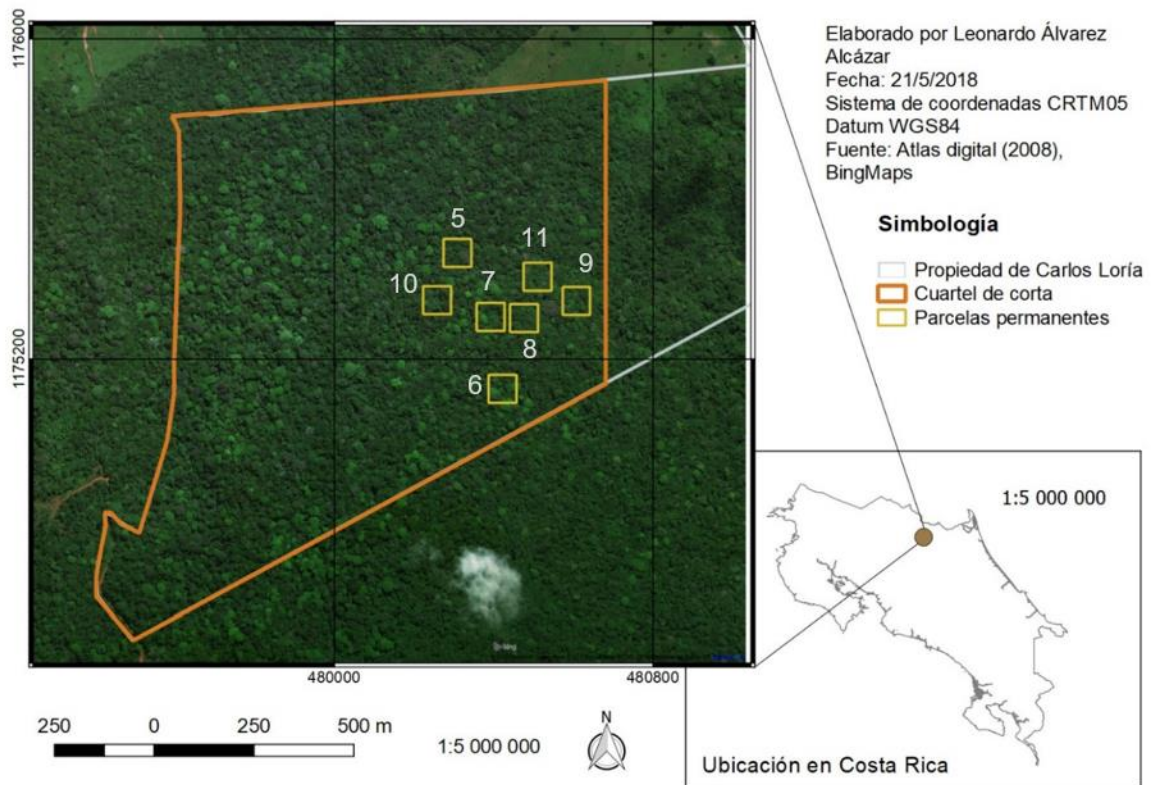 1176000
1175200
5
11
9
10
7
8
6
480000
480800
Elaborado por Leonardo Álvarez
Alcázar
Fecha: 21/5/2018
Sistema de coordenadas CRTM05
Datum WGS84
Fuente: Atlas digital (2008),
BingMaps
Simbología
Propiedad de Carlos Loría
Cuartel de corta
Parcelas permanentes
1:5 000 000
250 0 250 500 m
1:5 000 000
N
Ubicación en Costa Rica